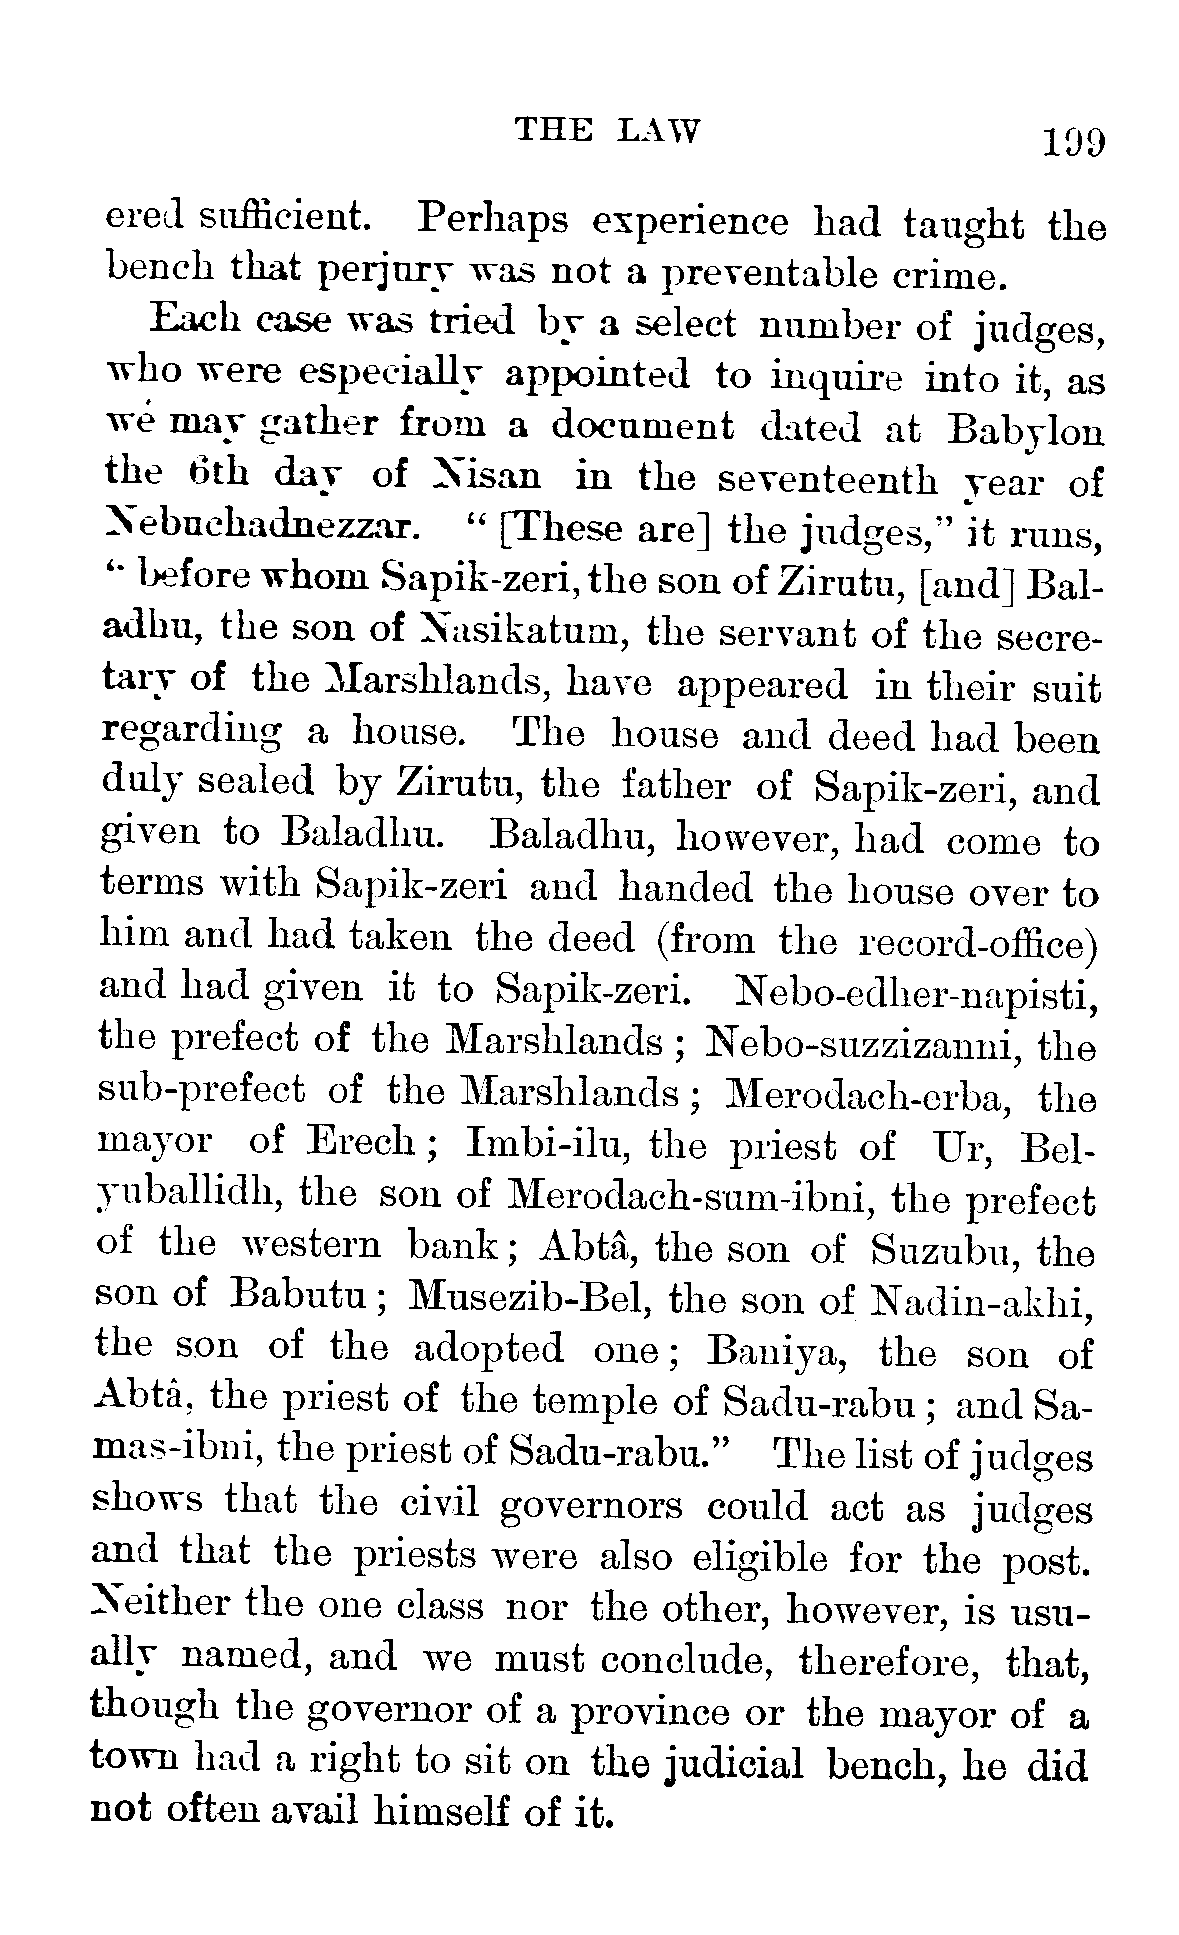 THE LAW
199
ered sufficient. Perhaps experience had taught the
bench that perjury was not a preventable crime.
Each case was tried by a select number of judges,
who were especially appointed to inquire into it, as
we may gather from a document dated at Babylon
the 6th day of Nisan in the seventeenth year of
Nebuchadnezzar. “ [These are] the judges,” it runs,
“ before whom Sapik-zeri, the son of Zirutu, [and] Bal-
adhu, the son of Nasikatum, the servant of the secre-
tary of the Marshlands, have appeared in their suit
regarding a house. The house and deed had been
duly sealed by Zirutu, the father of Sapik-zeri, and
given to Baladhu. Baladhu, however, had come to
terms with Sapik-zeri and handed the house over to
him and had taken the deed (from the record-office)
and had given it to Sapik-zeri. Nebo-edher-napisti,
the prefect of the Marshlands ; Nebo-suzzizanni, the
sub-prefect of the Marshlands ; Merodach-erba, the
mayor of Erech ; Imbi-ilu, the priest of Ur, Bel-
yuballidh, the son of Merodach-sum-ibni, the prefect
of the western bank ; Abtâ, the son of Suzubu, the
son of Babutu ; Musezib-Bel, the son of Nadin-akhi,
the son of the adopted one ; Baniya, the son of
Abtâ, the priest of the temple of Sadu-rabu ; and Sa-
mas-ibni, the priest of Sadu-rabu.” The list of judges
shows that the civil governors could act as judges
and that the priests were also eligible for the post.
Neither the one class nor the other, however, is usu-
ally named, and we must conclude, therefore, that,
though the governor of a province or the mayor of a
town had a right to sit on the judicial bench, he did
not often avail himself of it.